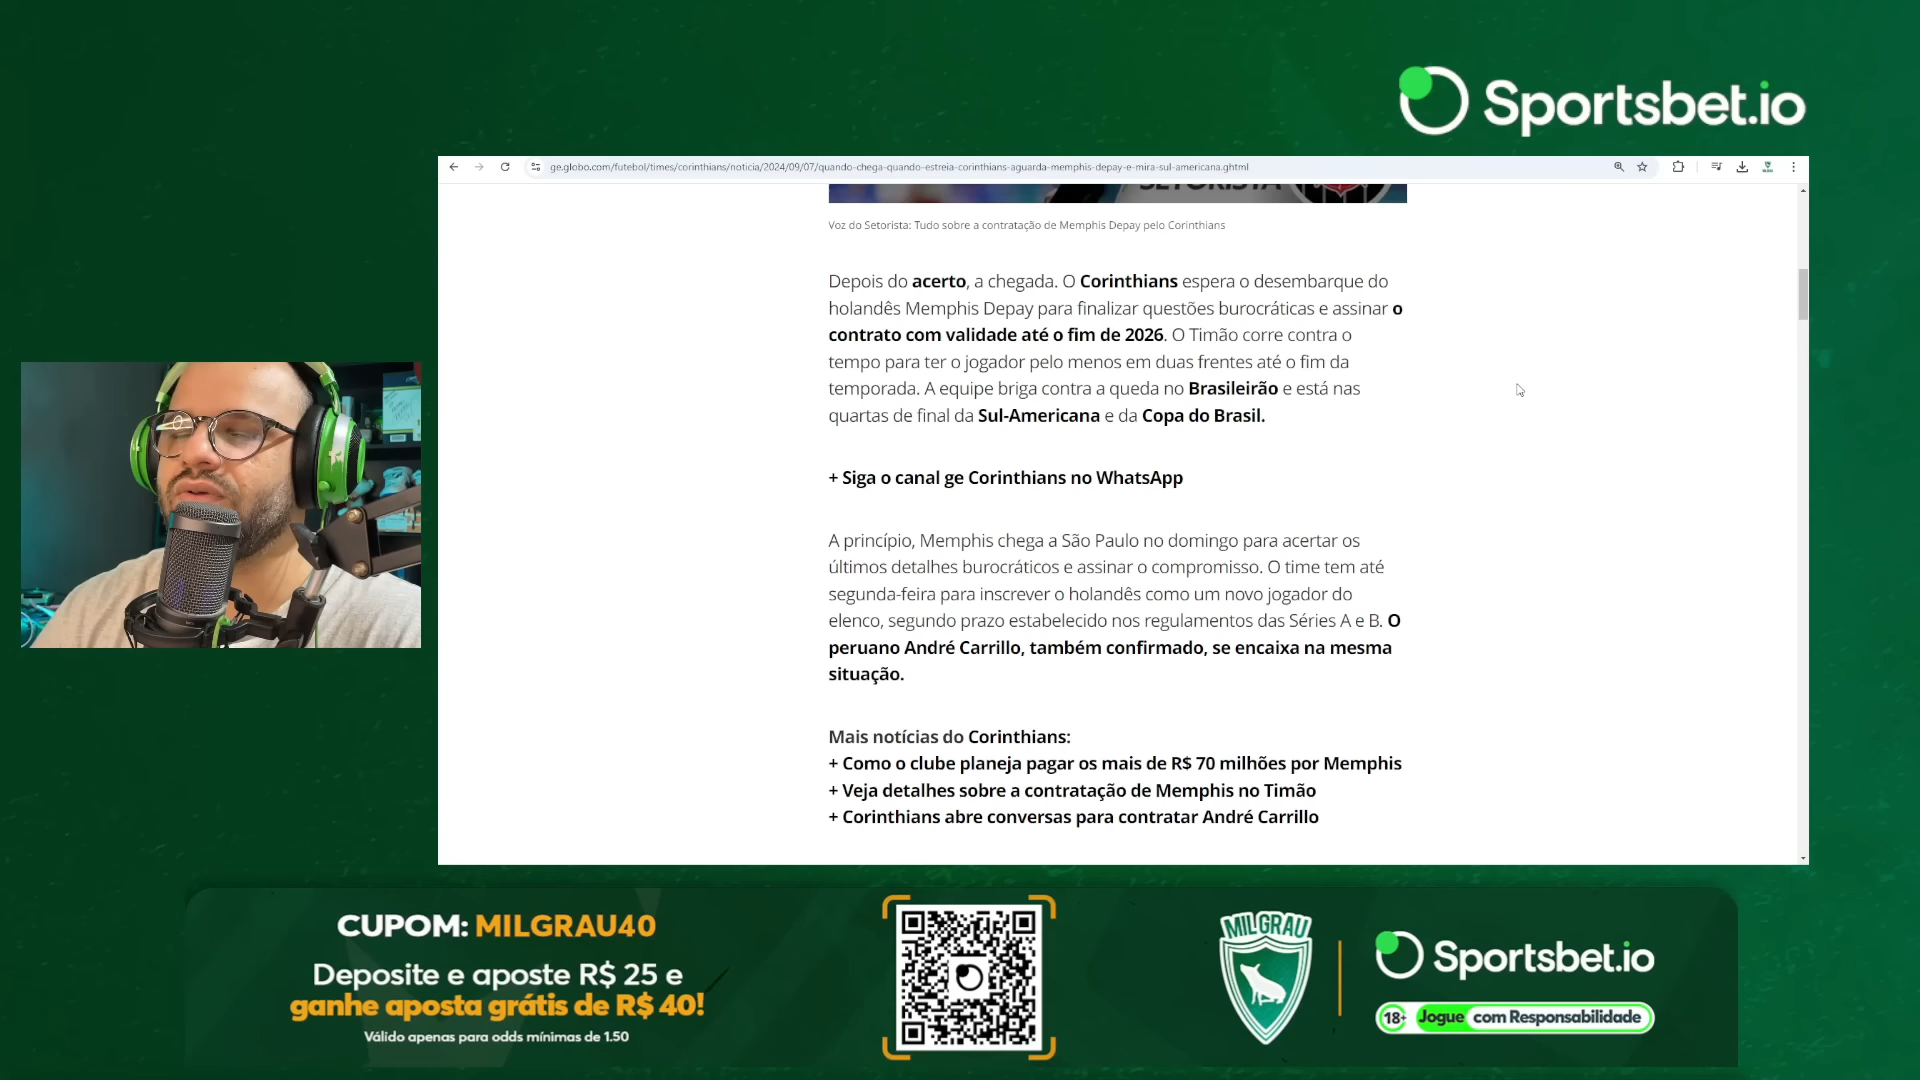 Sportsbet.io
ge.globo.com/futebol/times/corinthians/noticia/2024/09/07/quando-chega-quando-estreia-corinthians-aguarda-memphis-depay-e-mira-sul-americana.ghtml
SETORISTA
Voz do Setorista: Tudo sobre a contratação de Memphis Depay pelo Corinthians
Depois do acerto, a chegada. O Corinthians espera o desembarque do
holandês Memphis Depay para finalizar questões burocráticas e assinar o
contrato com validade até o fim de 2026. O Timão corre contra o
tempo para ter o jogador pelo menos em duas frentes até o fim da
temporada. A equipe briga contra a queda no Brasileirão e está nas
quartas de final da Sul-Americana e da Copa do Brasil.
+ Siga o canal ge Corinthians no WhatsApp
A princípio, Memphis chega a São Paulo no domingo para acertar os
últimos detalhes burocráticos e assinar o compromisso. O time tem até
segunda-feira para inscrever o holandês como um novo jogador do
elenco, segundo prazo estabelecido nos regulamentos das Séries A e B. O
peruano André Carrillo, também confirmado, se encaixa na mesma
situação.
Mais notícias do Corinthians:
+ Como o clube planeja pagar os mais de R$ 70 milhões por Memphis
+ Veja detalhes sobre a contratação de Memphis no Timão
+ Corinthians abre conversas para contratar André Carrillo
CUPOM: MILGRAU40
Deposite e aposte R$ 25 e
ganhe aposta grátis de R$ 40!
Válido apenas para odds mínimas de 1.50
MILGRAU
Sportsbet.io
18+ Jogue com Responsabilidade